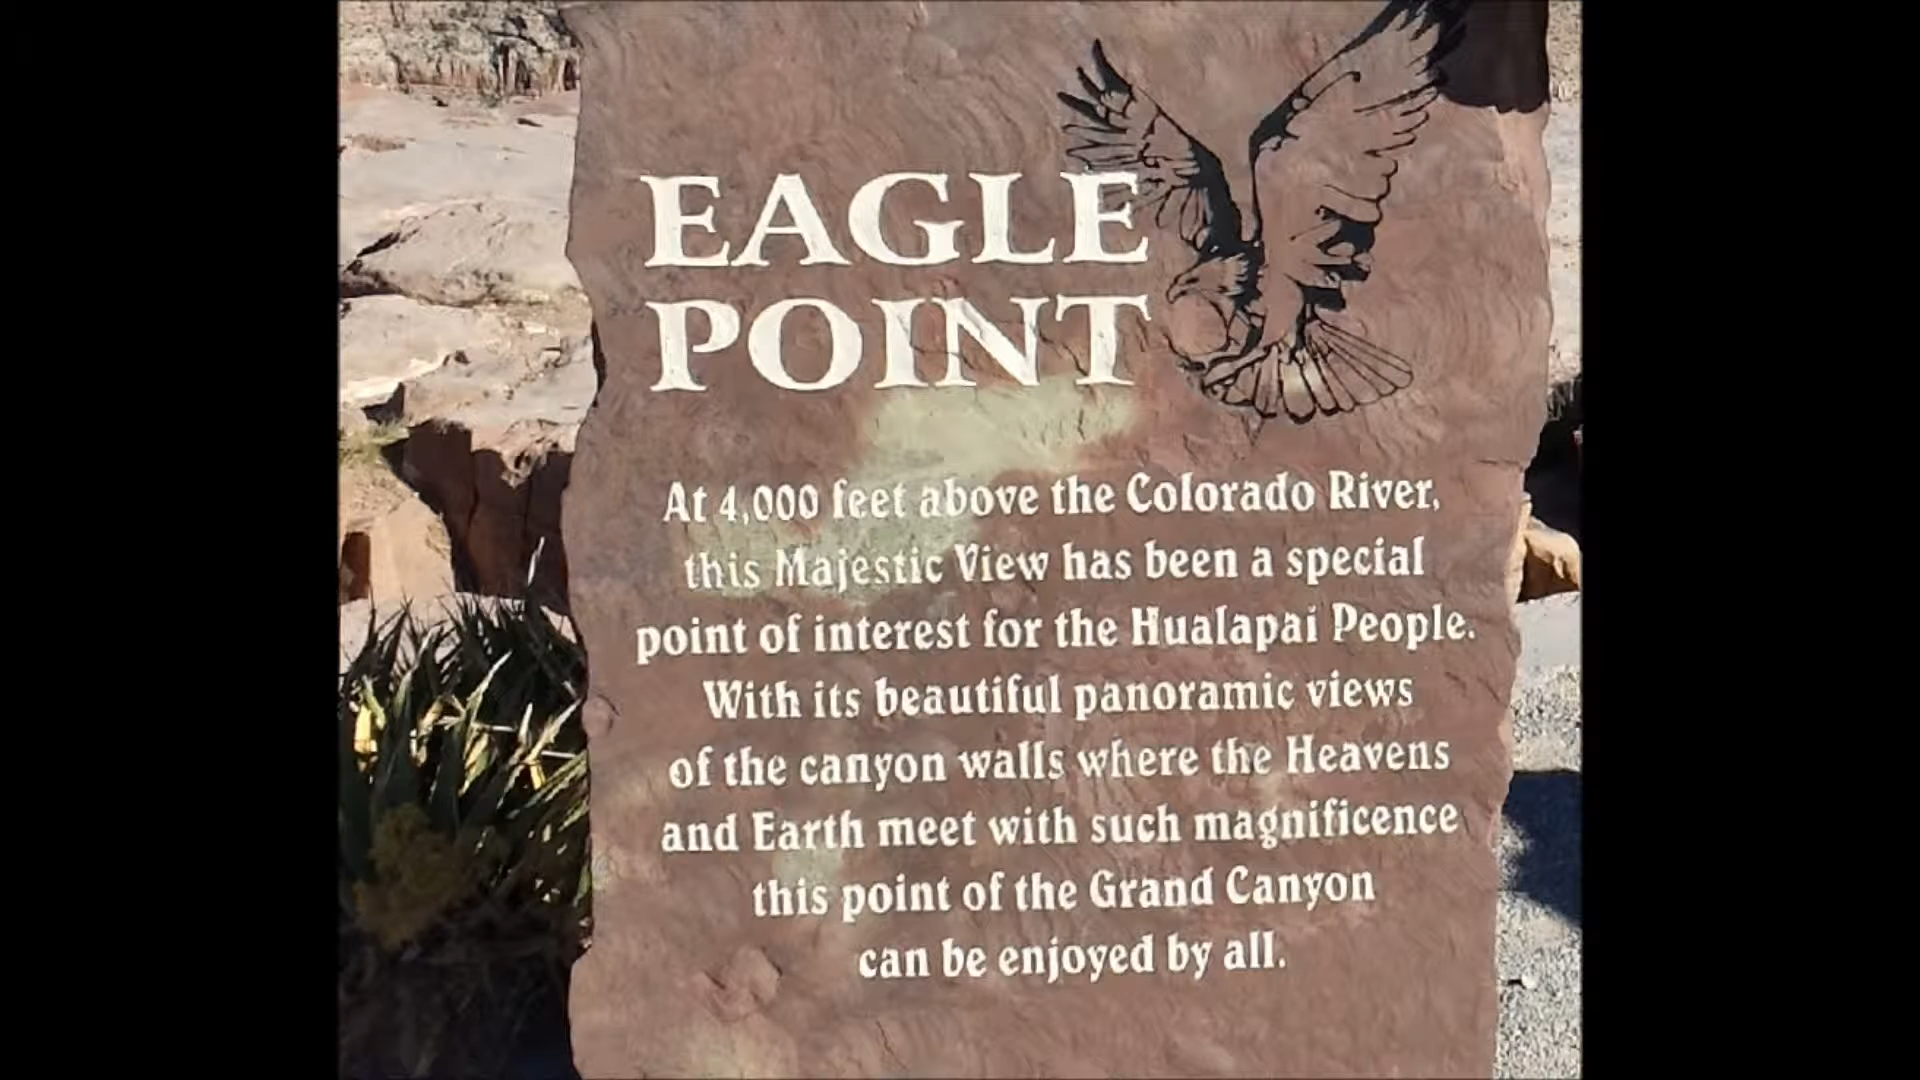 EAGLE
POINT
At 4,000 feet above the Colorado River,
this Majestic View has been a special
point of interest for the Hualapai People.
With its beautiful panoramic views
of the canyon walls where the Heavens
and Earth meet with such magnificence
this point of the Grand Canyon
can be enjoyed by all.